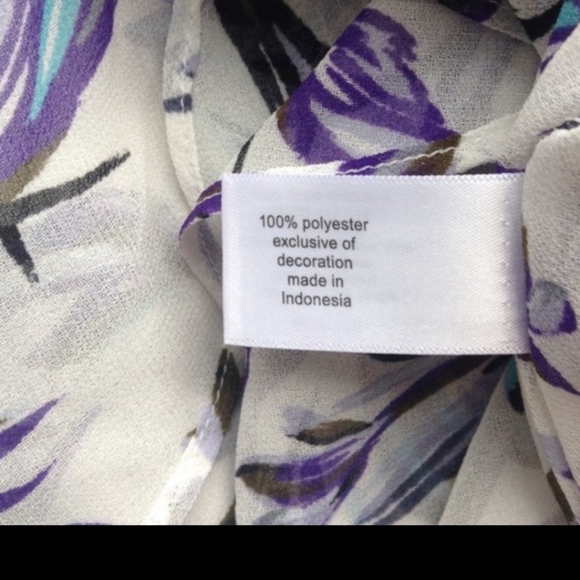 100% polyester
exclusive of
decoration
made in
Indonesia